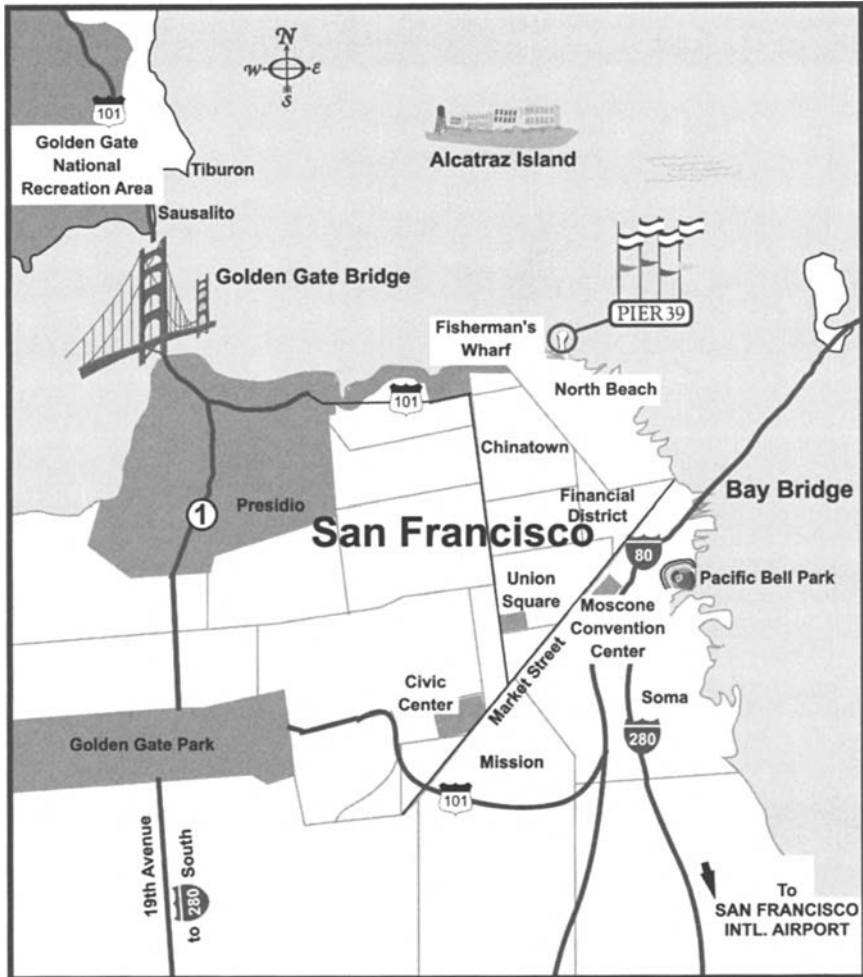 N
W E
S
101
Golden Gate
National
Recreation Area
Tiburon
Sausalito
Alcatraz Island
Golden Gate Bridge
PIER 39
Fisherman's
Wharf
North Beach
101
Chinatown
1
Presidio
San Francisco
Financial
District
Bay Bridge
80
Union
Square
Pacific Bell Park
Moscone
Convention
Center
Market Street
Civic
Center
Soma
280
Golden Gate Park
Mission
101
19th Avenue
to 280 South
To
SAN FRANCISCO
INTL. AIRPORT